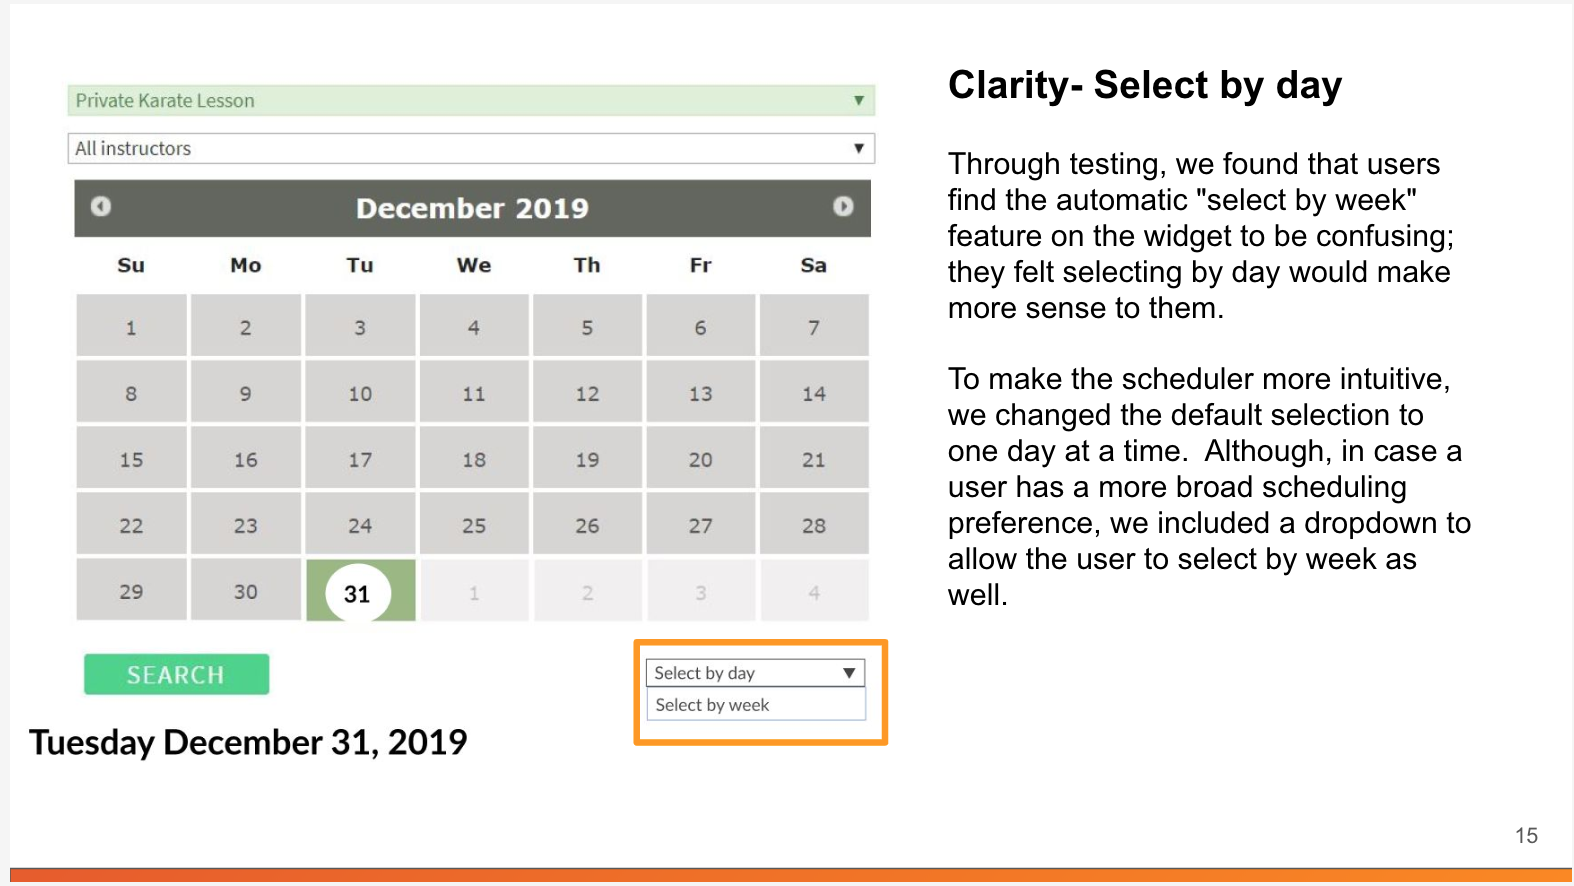 Private Karate Lesson ▼
All instructors ▼
December 2019
Su Mo Tu We Th Fr Sa
1 2 3 4 5 6 7
8 9 10 11 12 13 14
15 16 17 18 19 20 21
22 23 24 25 26 27 28
29 30 31 1 2 3 4
SEARCH
Select by day ▼
Select by week
Tuesday December 31, 2019
Clarity- Select by day
Through testing, we found that users
find the automatic "select by week"
feature on the widget to be confusing;
they felt selecting by day would make
more sense to them.
To make the scheduler more intuitive,
we changed the default selection to
one day at a time.  Although, in case a
user has a more broad scheduling
preference, we included a dropdown to
allow the user to select by week as
well.
15